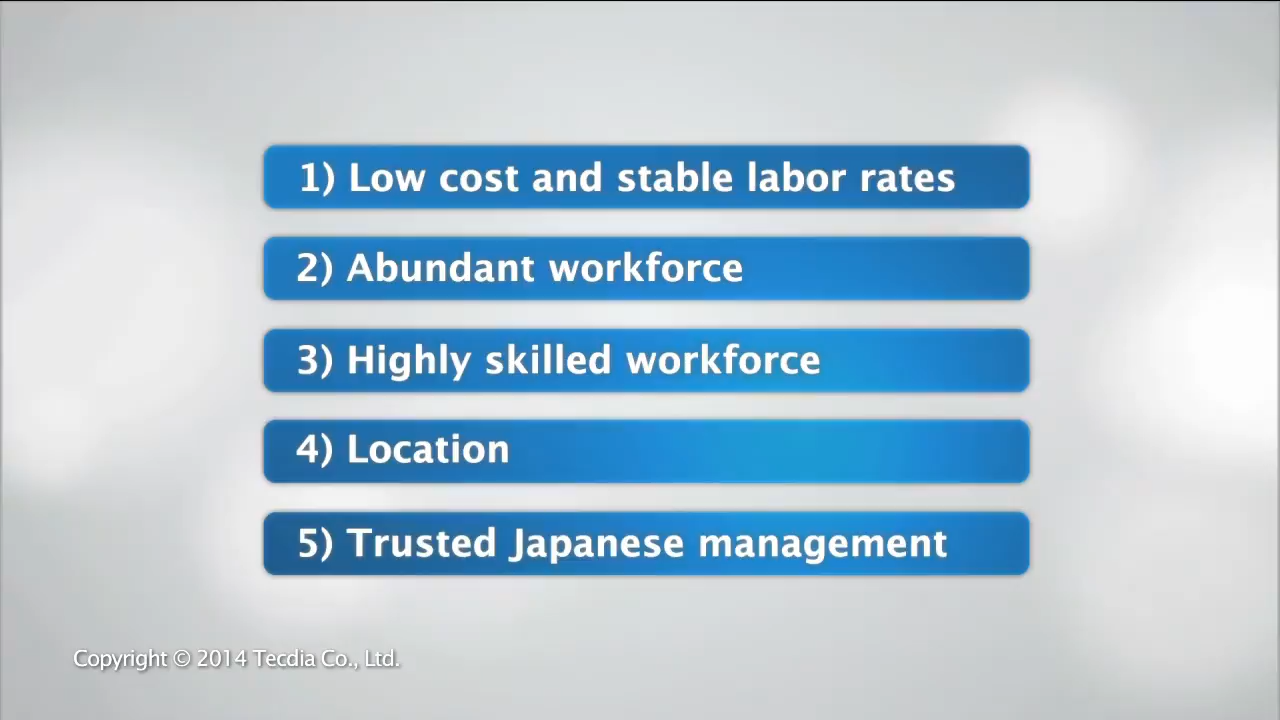 1) Low cost and stable labor rates
2) Abundant workforce
3) Highly skilled workforce
4) Location
5) Trusted Japanese management
Copyright © 2014 Tecdia Co., Ltd.